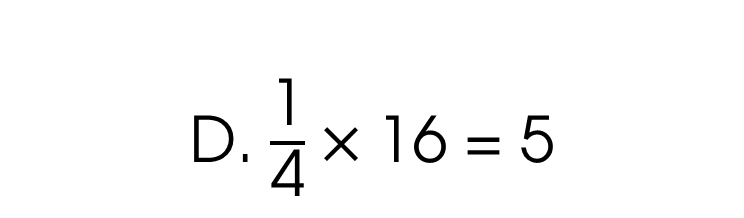 D. 1/4 × 16 = 5